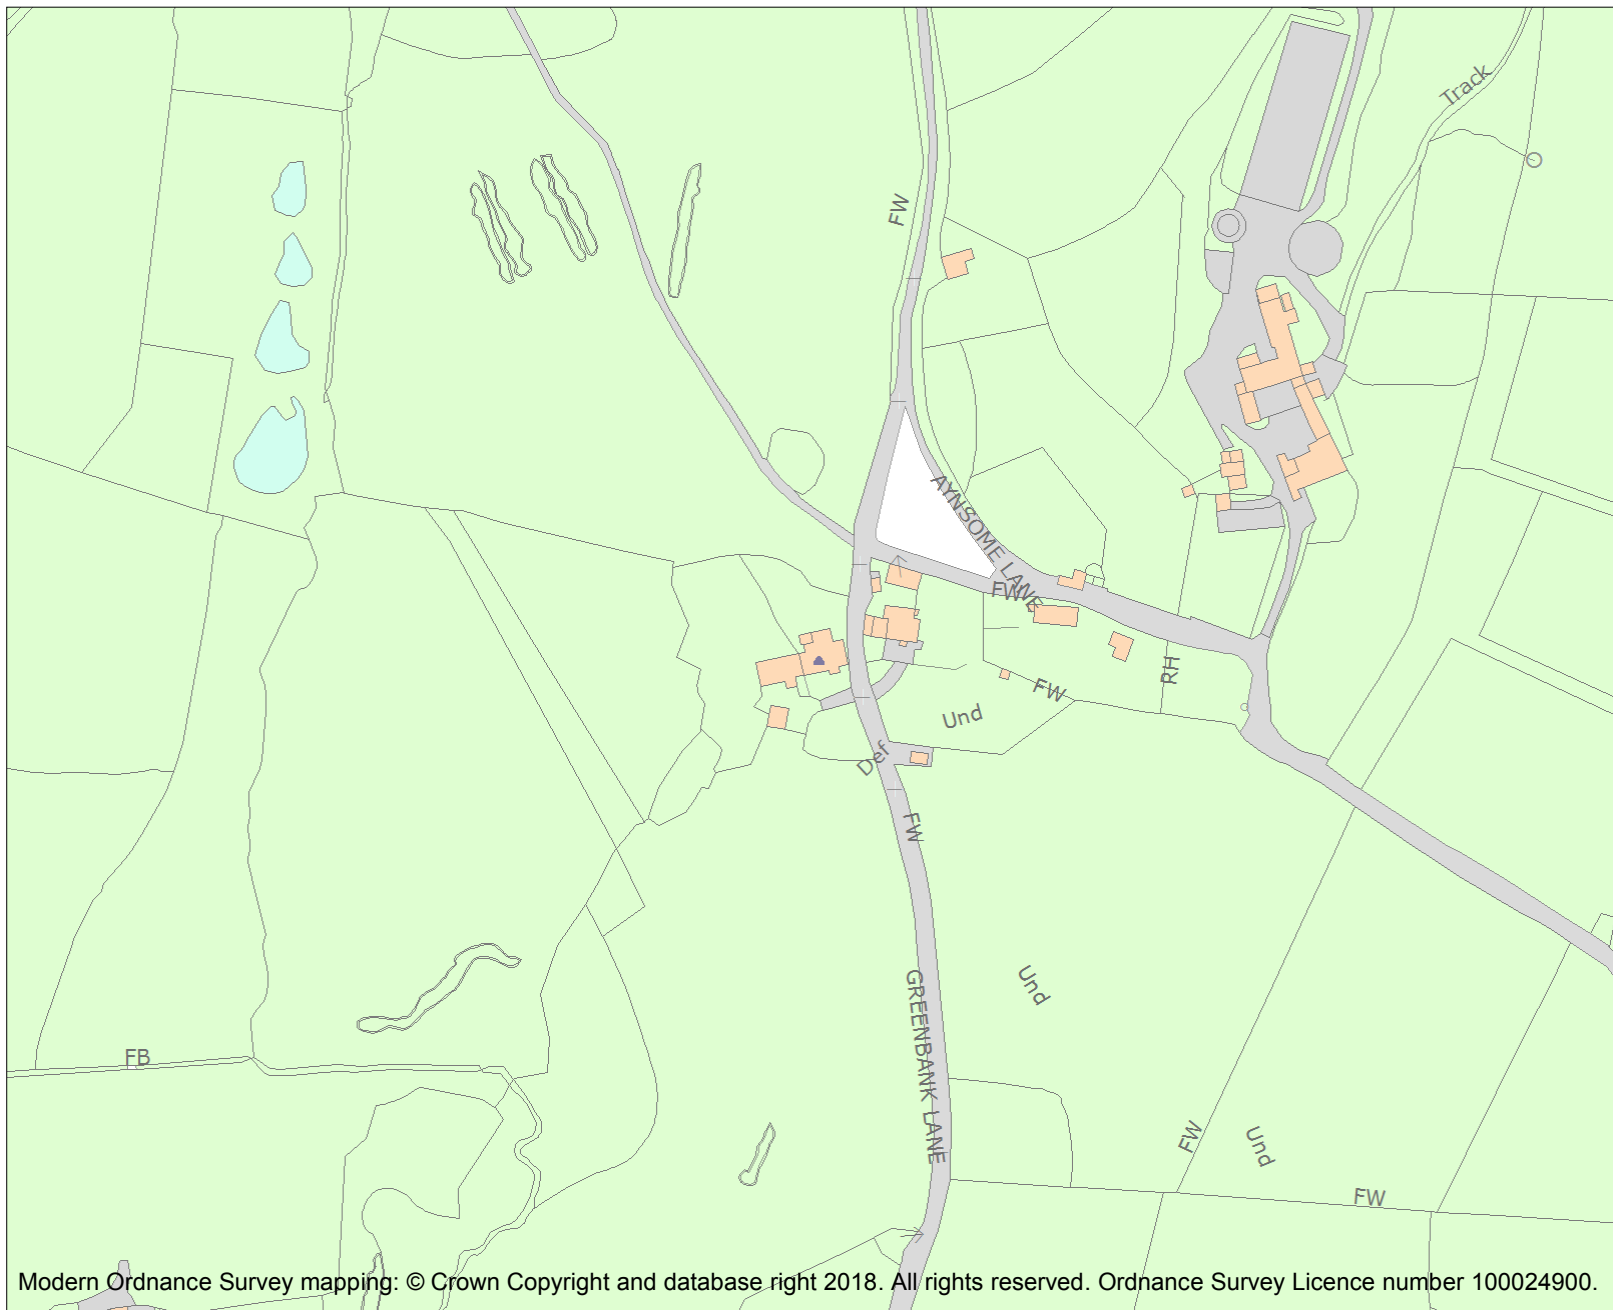 Track
FW
AYNSOME LANE
FW
RH
FW
Und
Def
FW
Und
GREENBANK LANE
FB
FW
Und
FW
Modern Ordnance Survey mapping: © Crown Copyright and database right 2018. All rights reserved. Ordnance Survey Licence number 100024900.